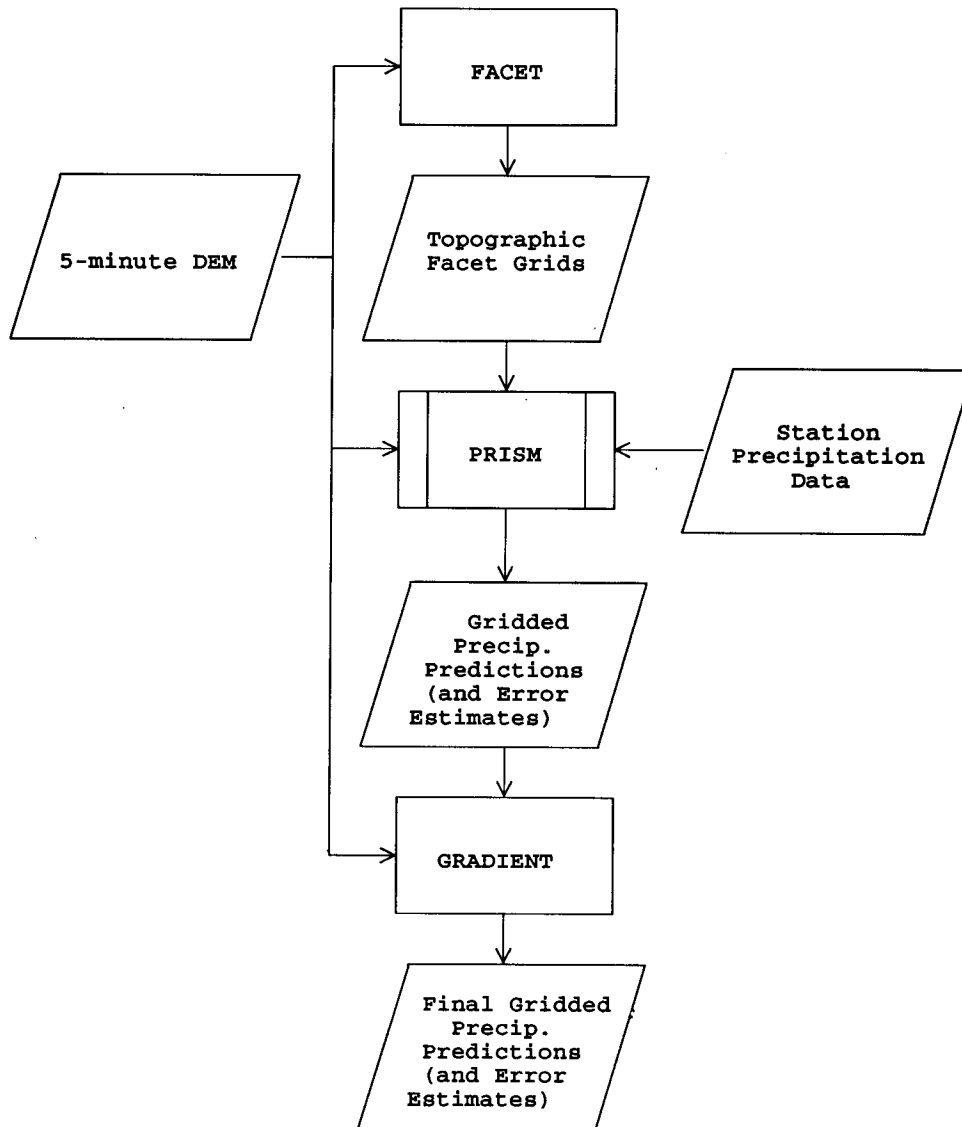 FACET
Topographic
Facet Grids
5-minute DEM
PRISM
Station
Precipitation
Data
Gridded
Precip.
Predictions
(and Error
Estimates)
GRADIENT
Final Gridded
Precip.
Predictions
(and Error
Estimates)